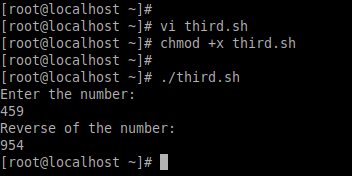 [root@localhost ~]#
[root@localhost ~]# vi third.sh
[root@localhost ~]# chmod +x third.sh
[root@localhost ~]#
[root@localhost ~]# ./third.sh
Enter the number:
459
Reverse of the number:
954
[root@localhost ~]#